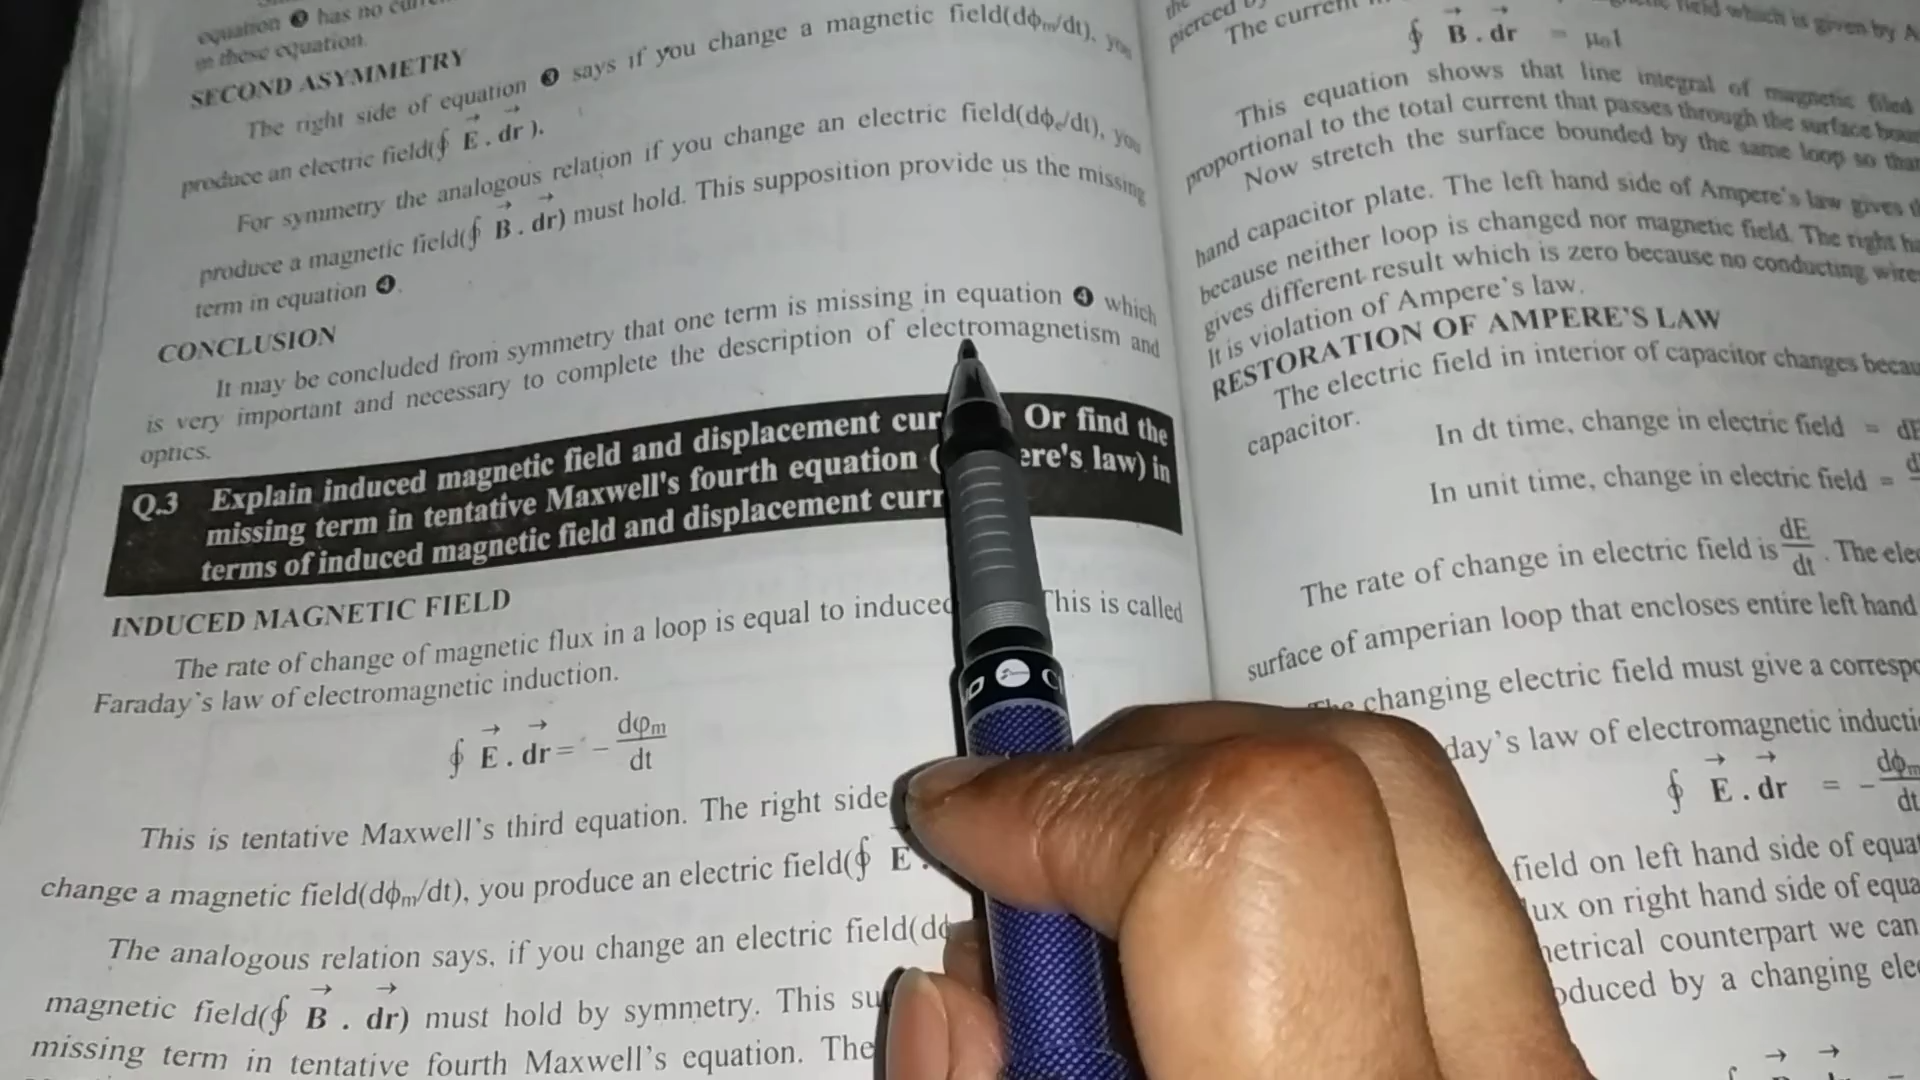 equation ❸ has no
in these equation.
SECOND ASYMMETRY
The right side of equation ❸ says if you change a magnetic field(dϕm/dt), you
produce an electric field(∮ E⃗ . dr⃗ ).
For symmetry the analogous relation if you change an electric field(dϕe/dt), you
produce a magnetic field(∮ B⃗ . dr⃗) must hold. This supposition provide us the missing
term in equation ❹.
CONCLUSION
It may be concluded from symmetry that one term is missing in equation ❹ which
is very important and necessary to complete the description of electromagnetism and
optics.
Q.3 Explain induced magnetic field and displacement Or find the
missing term in tentative Maxwell's fourth equation ( law) in
terms of induced magnetic field and displacement
INDUCED MAGNETIC FIELD
The rate of change of magnetic flux in a loop is equal to This is called
Faraday's law of electromagnetic induction.
∮ E⃗ . dr⃗ = - dφm/dt
This is tentative Maxwell's third equation. The right side
change a magnetic field(dϕm/dt), you produce an electric field(∮ E⃗ .
The analogous relation says, if you change an electric field(dϕ
magnetic field(∮ B⃗ . dr⃗) must hold by symmetry. This
missing term in tentative fourth Maxwell's equation. The
the
pierced
The current field which is given by
∮ B⃗ . dr⃗ = μ₀I
This equation shows that line integral of magnetic filed
proportional to the total current that passes through the surface
Now stretch the surface bounded by the same loop so
hand capacitor plate. The left hand side of Ampere's law gives
because neither loop is changed nor magnetic field. The right
gives different result which is zero because no conducting
It is violation of Ampere's law.
RESTORATION OF AMPERE'S LAW
The electric field in interior of capacitor changes
capacitor.
In dt time, change in electric field =
In unit time, change in electric field =
The rate of change in electric field is dE/dt . The
surface of amperian loop that encloses entire left hand
changing electric field must give a
law of electromagnetic
∮ E⃗ . dr⃗ = - dϕm/dt
field on left hand side of
on right hand side of
counterpart we can
by a changing